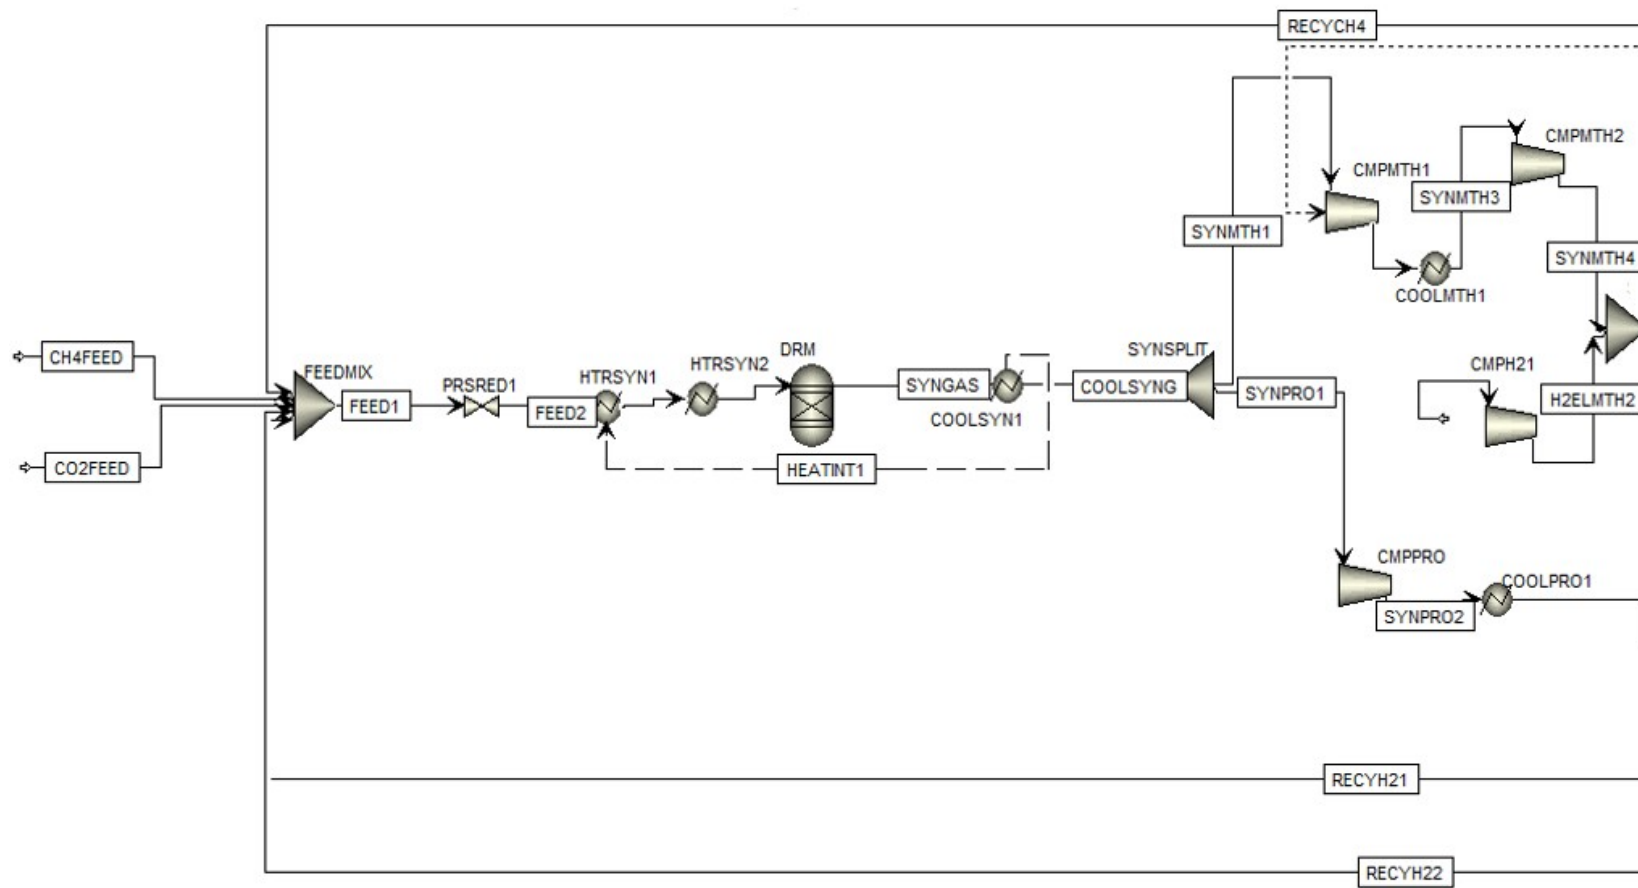 RECYCH4
CMPMTH2
CMPMTH1
SYNMTH3
SYNMTH1
SYNMTH4
COOLMTH1
CH4FEED
FEEDMIX
PRSRED1
HTRSYN1
HTRSYN2
DRM
SYNSPLIT
CMPH21
FEED1
FEED2
SYNGAS
COOLSYNG
SYNPRO1
H2ELMTH2
COOLSYN1
CO2FEED
HEATINT1
CMPPRO
COOLPRO1
SYNPRO2
RECYH21
RECYH22